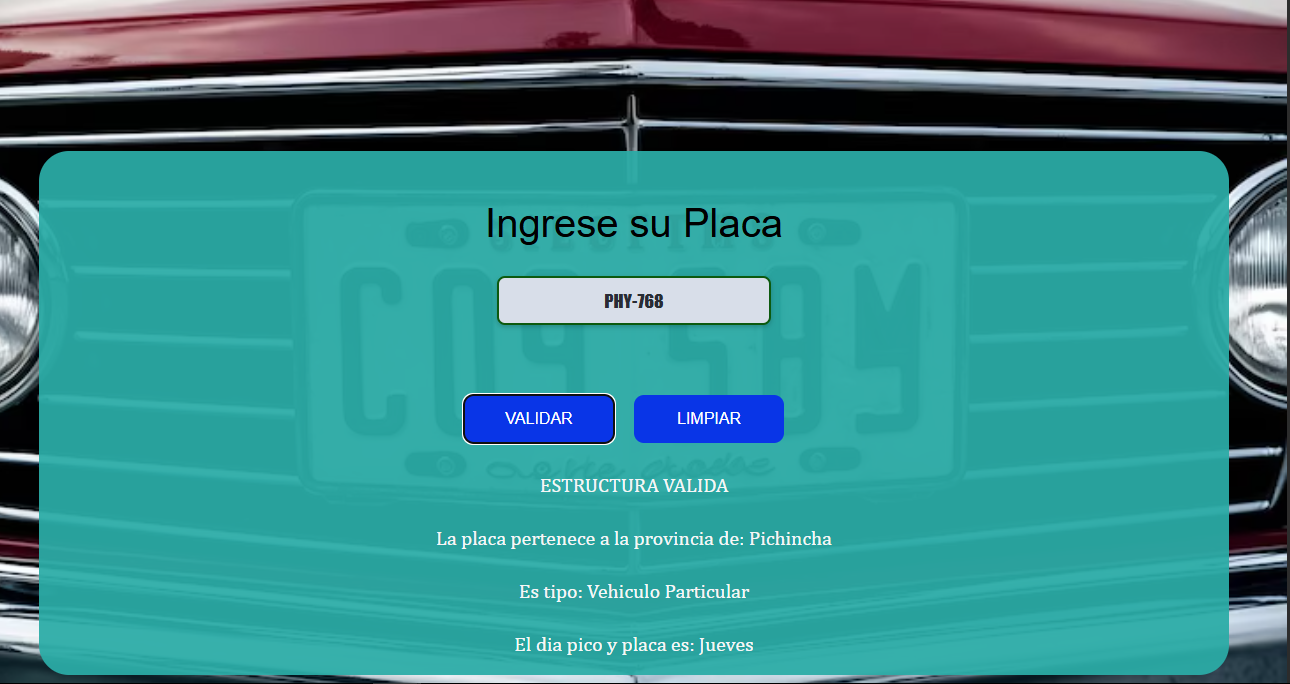 Ingrese su Placa
PHY-768
VALIDAR LIMPIAR
ESTRUCTURA VALIDA
La placa pertenece a la provincia de: Pichincha
Es tipo: Vehiculo Particular
El dia pico y placa es: Jueves